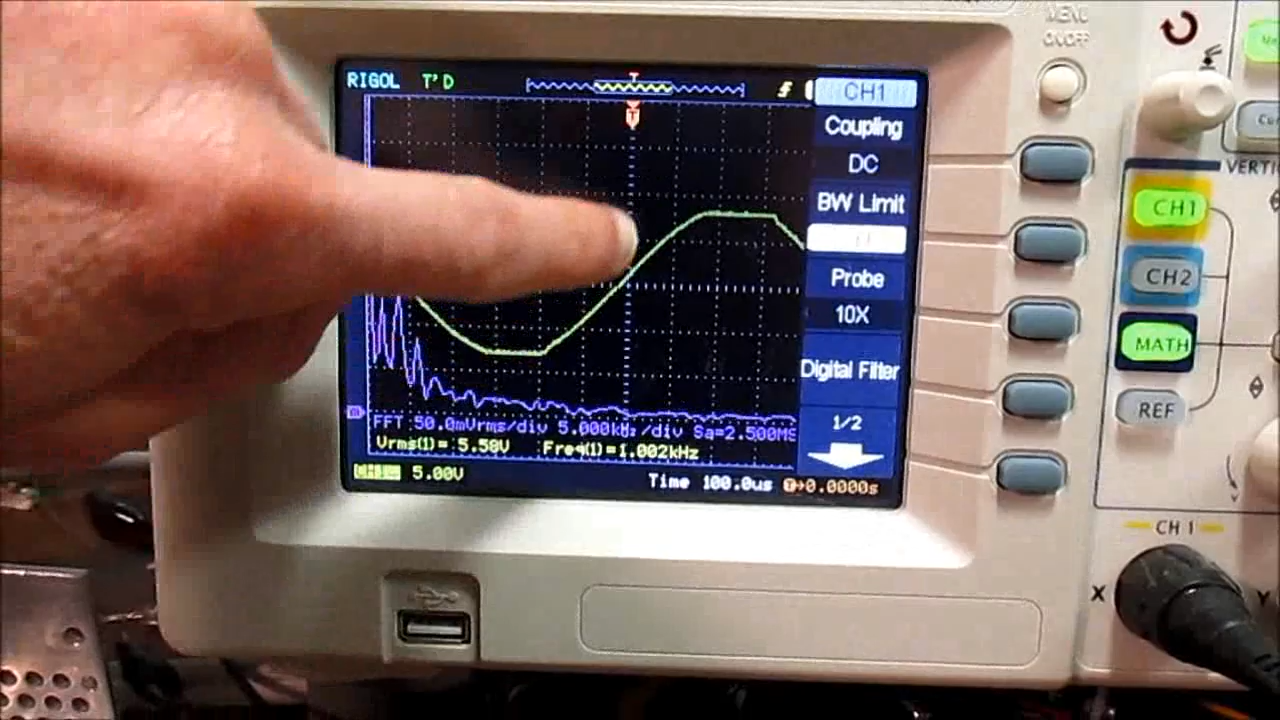 MENU
ON/OFF
RIGOL T'D
CH1
Coupling
DC
BW Limit
Probe
10X
Digital Filter
1/2
FFT 50.0mVrms/div 5.000kHz/div Sa=2.500MS
Vrms(1)= 5.58V Freq(1)=1.002kHz
5.00V Time 100.0us T→0.0000s
VERTI
CH1
CH2
MATH
REF
CH 1
X
Y